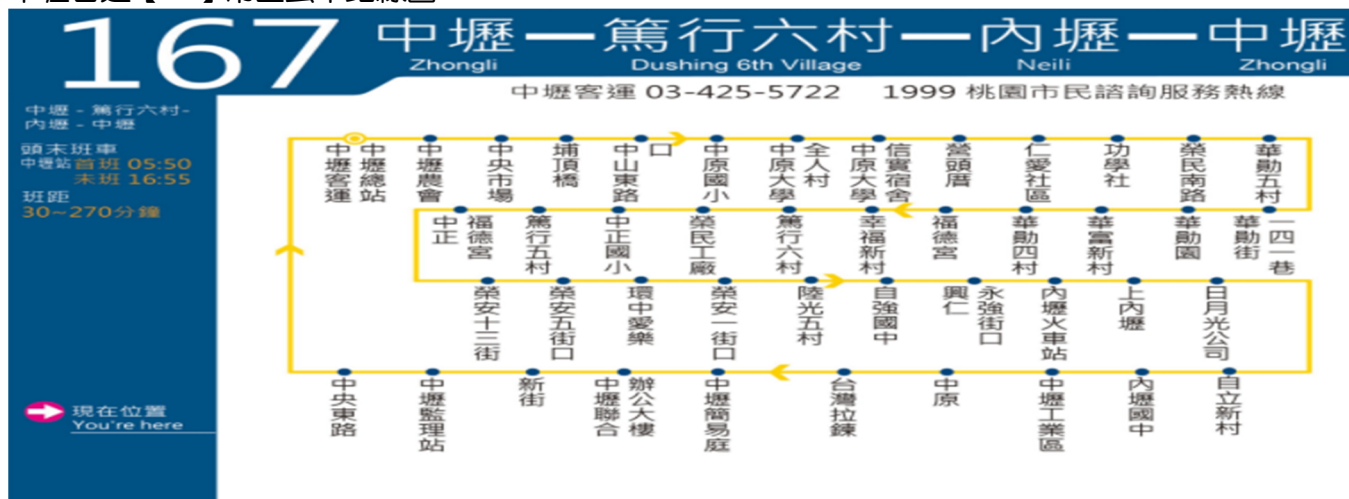 167
中壢—篤行六村—內壢—中壢
Zhongli Dushing 6th Village Neili Zhongli
中壢客運 03-425-5722 1999 桃園市民諮詢服務熱線
中壢 - 篤行六村-
內壢 - 中壢
頭末班車
中壢站 首班 05:50
末班 16:55
班距
30~270分鐘
現在位置
You're here
中壢客運中壢總站
中壢農會
中央市場
埔頂橋
中山東路口
中原國小
中原大學全人村
中原大學信實宿舍
營頭厝
仁愛社區
功學社
榮民南路
華勛五村
中正福德宮
篤行五村
中正國小
榮民工廠
篤行六村
幸福新村
福德宮
華勛四村
華富新村
華勛園
華勛街一四一巷
榮安十三街
榮安五街口
環中愛樂
榮安一街口
陸光五村
自強國中
興仁永強街口
內壢火車站
上內壢
日月光公司
中央東路
中壢監理站
新街
中壢聯合辦公大樓
中壢簡易庭
台灣拉鍊
中原
中壢工業區
內壢國中
自立新村